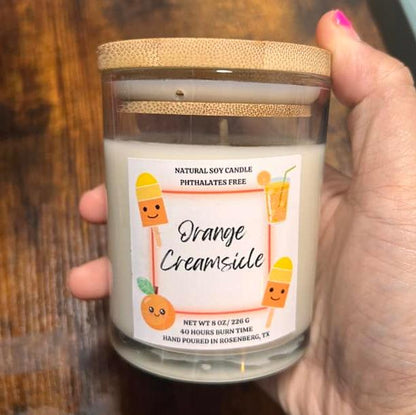 NATURAL SOY CANDLE
PHTHALATES FREE
Orange
Creamsicle
NET WT 8 OZ/ 226 G
40 HOURS BURN TIME
HAND POURED IN ROSENBERG, TX